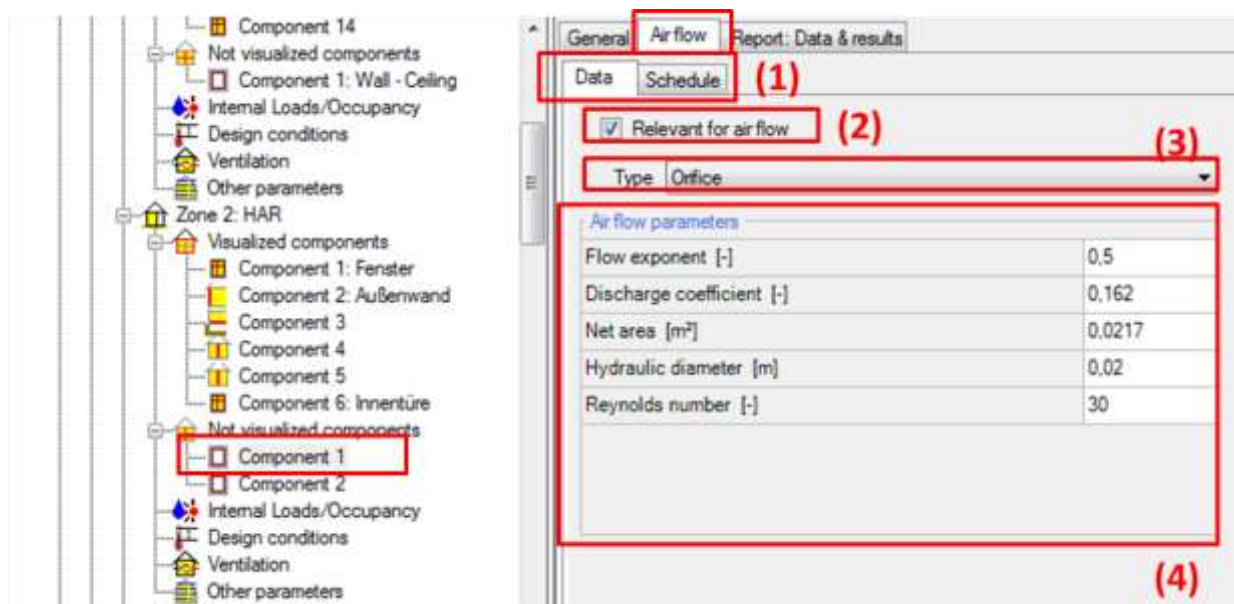 Component 14
Not visualized components
Component 1: Wall - Ceiling
Internal Loads/Occupancy
Design conditions
Ventilation
Other parameters
Zone 2: HAR
Visualized components
Component 1: Fenster
Component 2: Außenwand
Component 3
Component 4
Component 5
Component 6: Innentüre
Not visualized components
Component 1
Component 2
Internal Loads/Occupancy
Design conditions
Ventilation
Other parameters
General Air flow Report: Data & results
Data Schedule (1)
Relevant for air flow (2)
(3)
Type Orifice
Air flow parameters
Flow exponent [-] 0,5
Discharge coefficient [-] 0,162
Net area [m²] 0,0217
Hydraulic diameter [m] 0,02
Reynolds number [-] 30
(4)